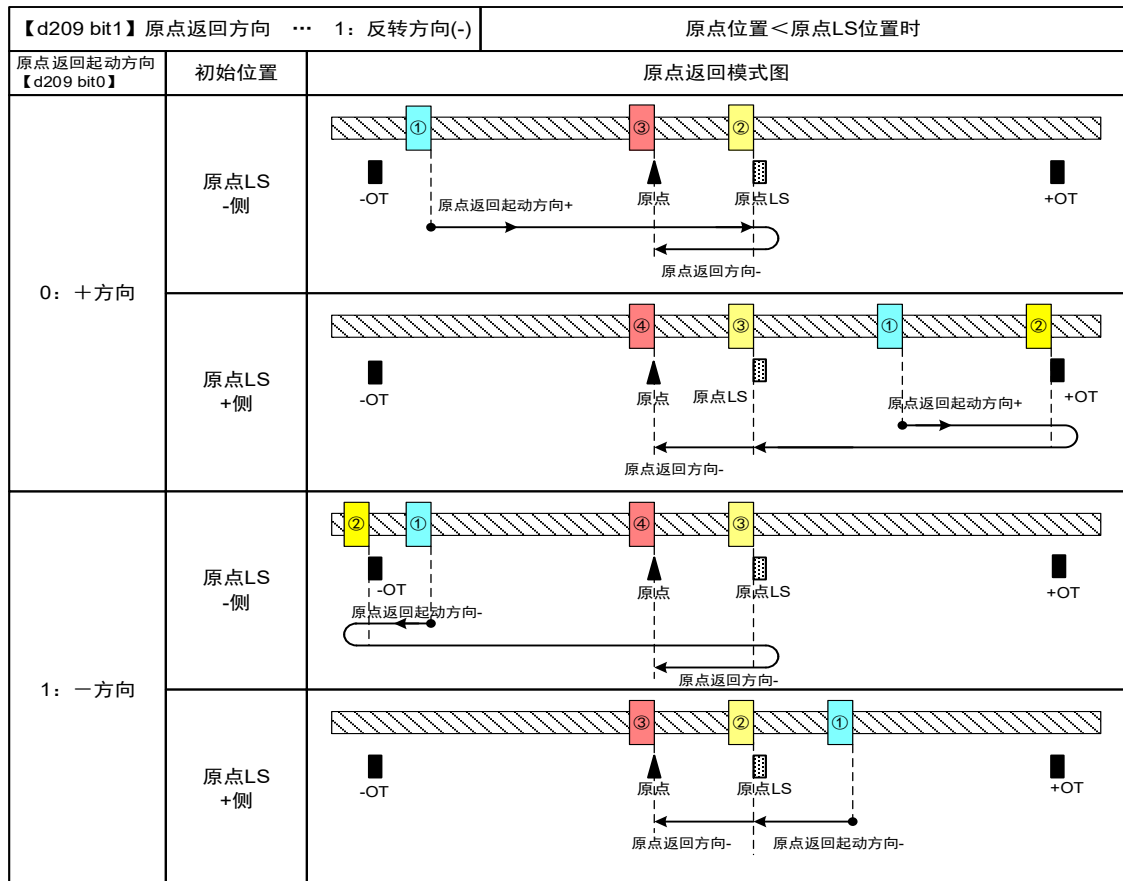 【d209 bit1】原点返回方向 … 1：反转方向(-)
原点位置＜原点LS位置时
原点返回起动方向
【d209 bit0】
初始位置
原点返回模式图
0：＋方向
原点LS
-侧
①
③
②
-OT
原点
原点LS
+OT
原点返回起动方向+
原点返回方向-
原点LS
+侧
④
③
①
②
-OT
原点
原点LS
+OT
原点返回起动方向+
原点返回方向-
1：－方向
原点LS
-侧
②
①
④
③
-OT
原点
原点LS
+OT
原点返回起动方向-
原点返回方向-
原点LS
+侧
③
②
①
-OT
原点
原点LS
+OT
原点返回方向-
原点返回起动方向-